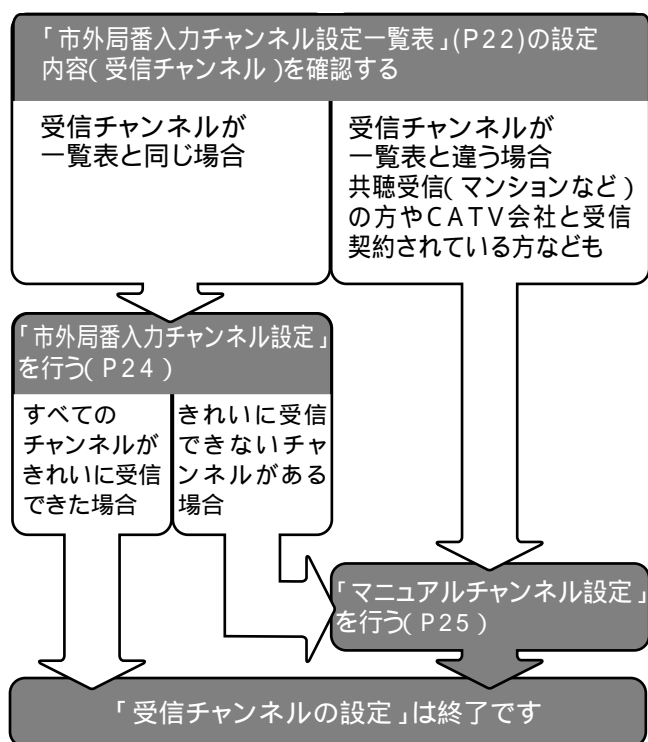 「市外局番入力チャンネル設定一覧表」(P22)の設定
内容(受信チャンネル)を確認する
受信チャンネルが
一覧表と同じ場合
受信チャンネルが
一覧表と違う場合
共聴受信(マンションなど)
の方やCATV会社と受信
契約されている方なども
「市外局番入力チャンネル設定」
を行う(P24)
すべての
チャンネルが
きれいに受信
できた場合
きれいに受信
できないチャ
ンネルがある
場合
「マニュアルチャンネル設定」
を行う(P25)
「受信チャンネルの設定」は終了です